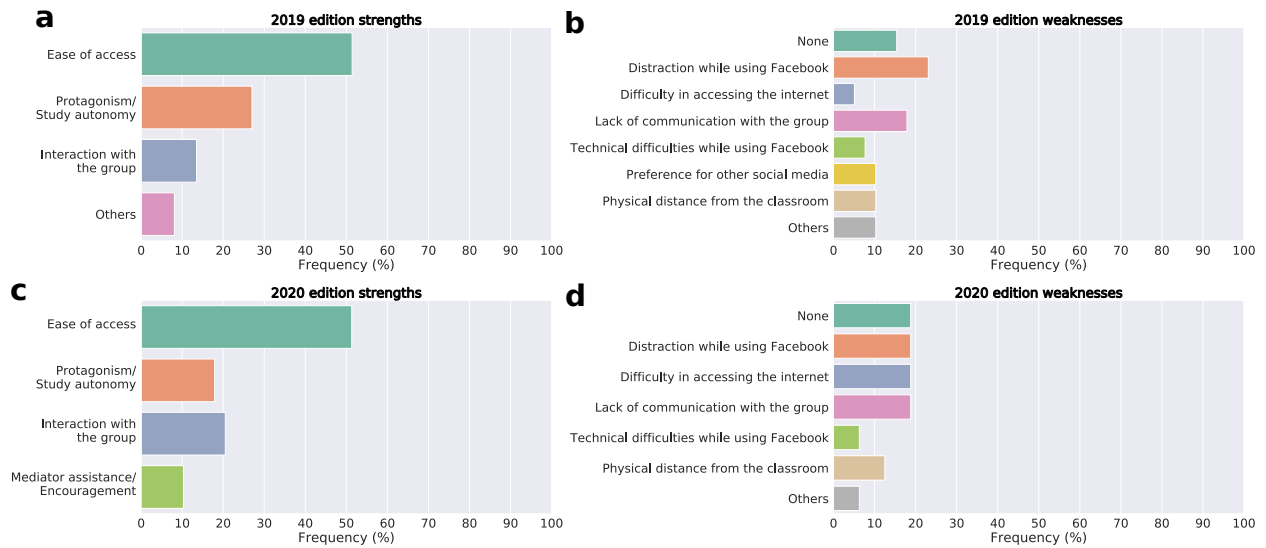 a
2019 edition strengths
Ease of access
Protagonism/
Study autonomy
Interaction with
the group
Others
0 10 20 30 40 50 60 70 80 90 100
Frequency (%)
b
2019 edition weaknesses
None
Distraction while using Facebook
Difficulty in accessing the internet
Lack of communication with the group
Technical difficulties while using Facebook
Preference for other social media
Physical distance from the classroom
Others
0 10 20 30 40 50 60 70 80 90 100
Frequency (%)
c
2020 edition strengths
Ease of access
Protagonism/
Study autonomy
Interaction with
the group
Mediator assistance/
Encouragement
0 10 20 30 40 50 60 70 80 90 100
Frequency (%)
d
2020 edition weaknesses
None
Distraction while using Facebook
Difficulty in accessing the internet
Lack of communication with the group
Technical difficulties while using Facebook
Physical distance from the classroom
Others
0 10 20 30 40 50 60 70 80 90 100
Frequency (%)